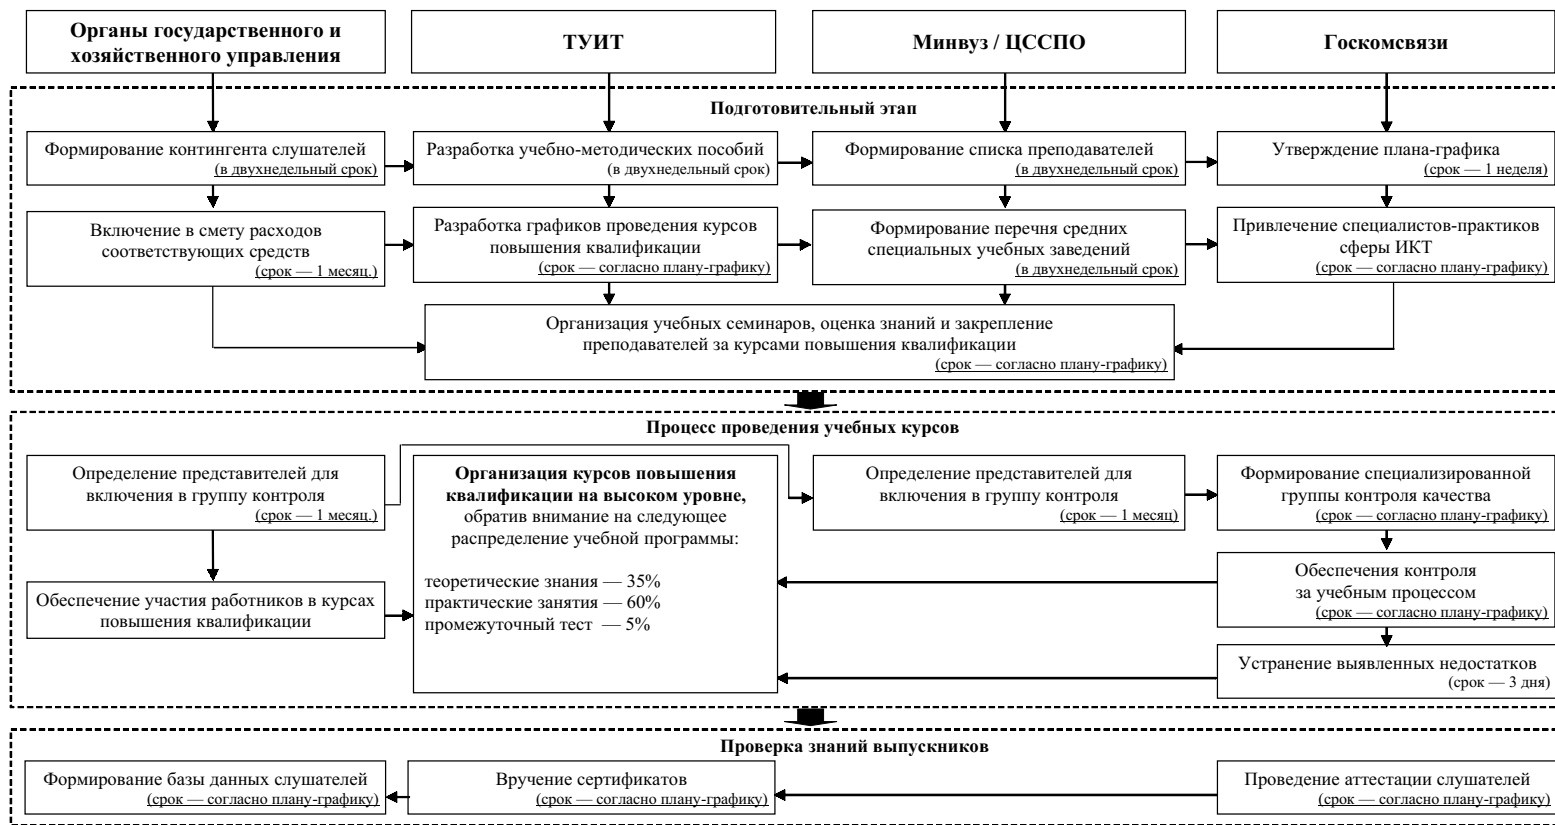 Органы государственного и
хозяйственного управления
ТУИТ
Минвуз / ЦССПО
Госкомсвязи
Подготовительный этап
Формирование контингента слушателей
(в двухнедельный срок)
Разработка учебно-методических пособий
(в двухнедельный срок)
Формирование списка преподавателей
(в двухнедельный срок)
Утверждение плана-графика
(срок — 1 неделя)
Включение в смету расходов
соответствующих средств
(срок — 1 месяц.)
Разработка графиков проведения курсов
повышения квалификации
(срок — согласно плану-графику)
Формирование перечня средних
специальных учебных заведений
(в двухнедельный срок)
Привлечение специалистов-практиков
сферы ИКТ
(срок — согласно плану-графику)
Организация учебных семинаров, оценка знаний и закрепление
преподавателей за курсами повышения квалификации
(срок — согласно плану-графику)
Процесс проведения учебных курсов
Определение представителей для
включения в группу контроля
(срок — 1 месяц.)
Организация курсов повышения
квалификации на высоком уровне,
обратив внимание на следующее
распределение учебной программы:
теоретические знания — 35%
практические занятия — 60%
промежуточный тест — 5%
Определение представителей для
включения в группу контроля
(срок — 1 месяц)
Формирование специализированной
группы контроля качества
(срок — согласно плану-графику)
Обеспечение участия работников в курсах
повышения квалификации
Обеспечения контроля
за учебным процессом
(срок — согласно плану-графику)
Устранение выявленных недостатков
(срок — 3 дня)
Проверка знаний выпускников
Формирование базы данных слушателей
(срок — согласно плану-графику)
Вручение сертификатов
(срок — согласно плану-графику)
Проведение аттестации слушателей
(срок — согласно плану-графику)